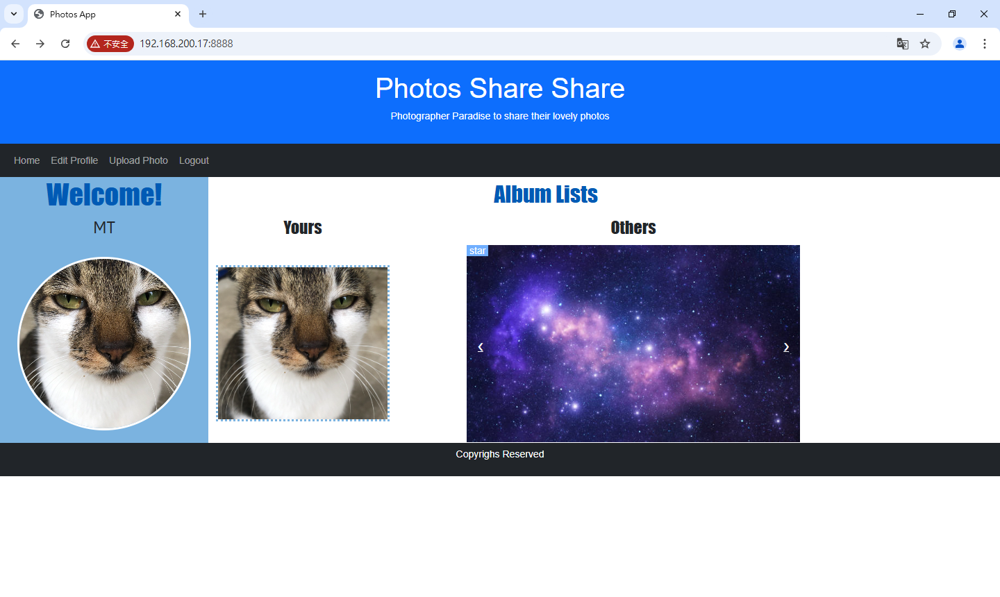 Photos App
不安全
192.168.200.17:8888
Photos Share Share
Photographer Paradise to share their lovely photos
Home Edit Profile Upload Photo Logout
Welcome!
MT
Album Lists
Yours
Others
star
Copyrighs Reserved